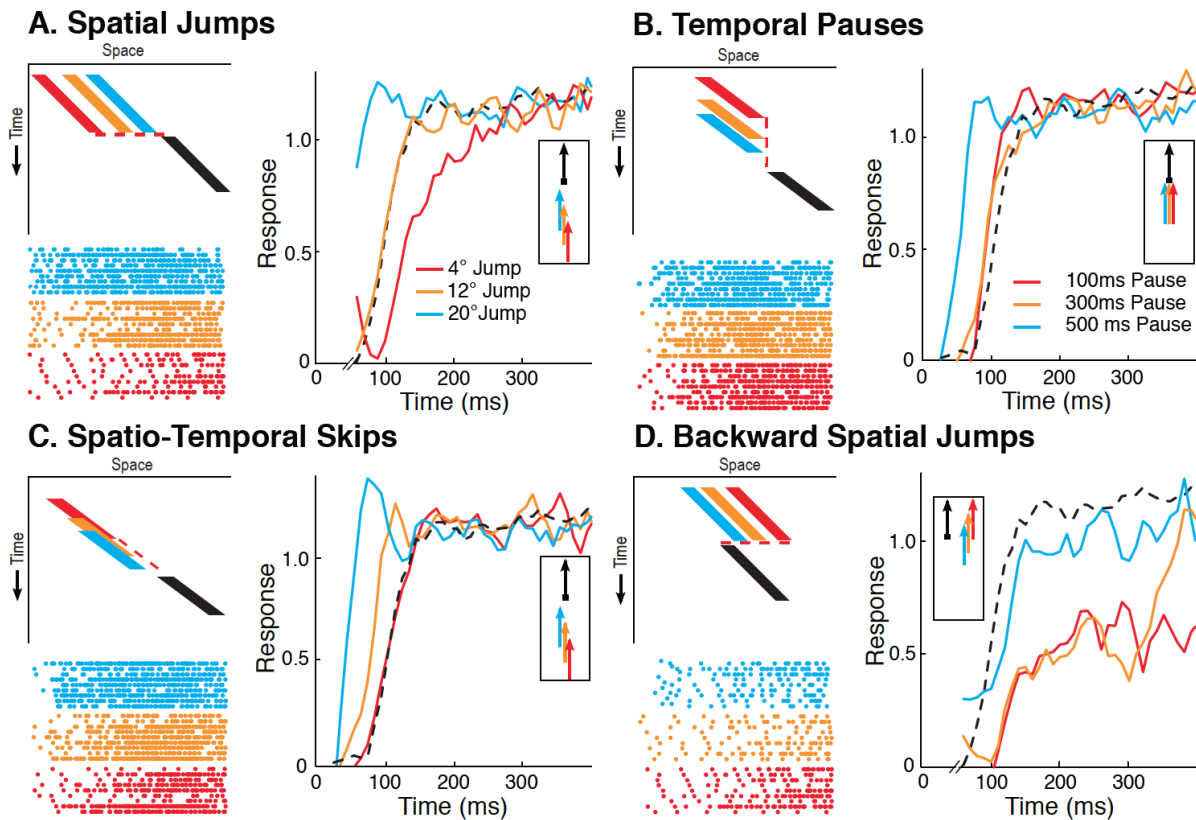 A. Spatial Jumps
Space
Time
Response
1.0
0.5
0
4° Jump
12° Jump
20°Jump
0
100
200
300
Time (ms)
B. Temporal Pauses
Space
Time
Response
1.0
0.5
0
100ms Pause
300ms Pause
500 ms Pause
0
100
200
300
Time (ms)
C. Spatio-Temporal Skips
Space
Time
Response
1.0
0.5
0
0
100
200
300
Time (ms)
D. Backward Spatial Jumps
Space
Time
Response
1.0
0.5
0
0
100
200
300
Time (ms)